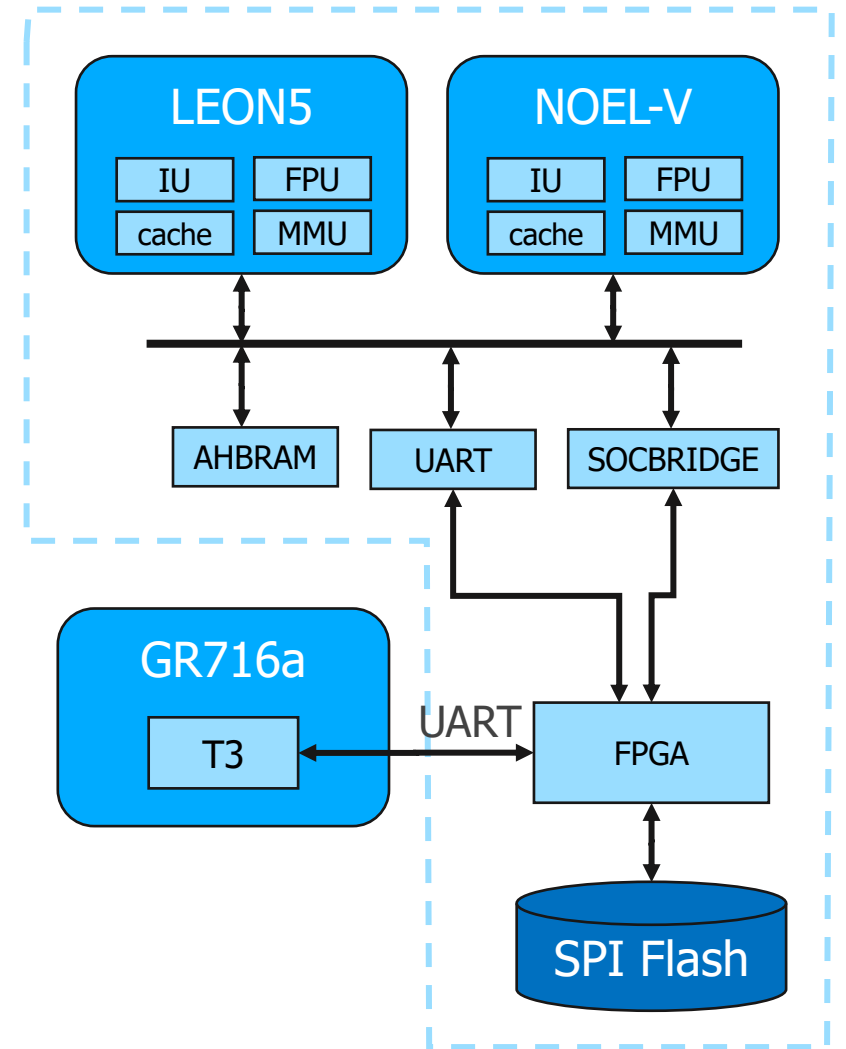 LEON5
IU
FPU
cache
MMU
NOEL-V
IU
FPU
cache
MMU
AHBRAM
UART
SOCBRIDGE
GR716a
T3
UART
FPGA
SPI Flash